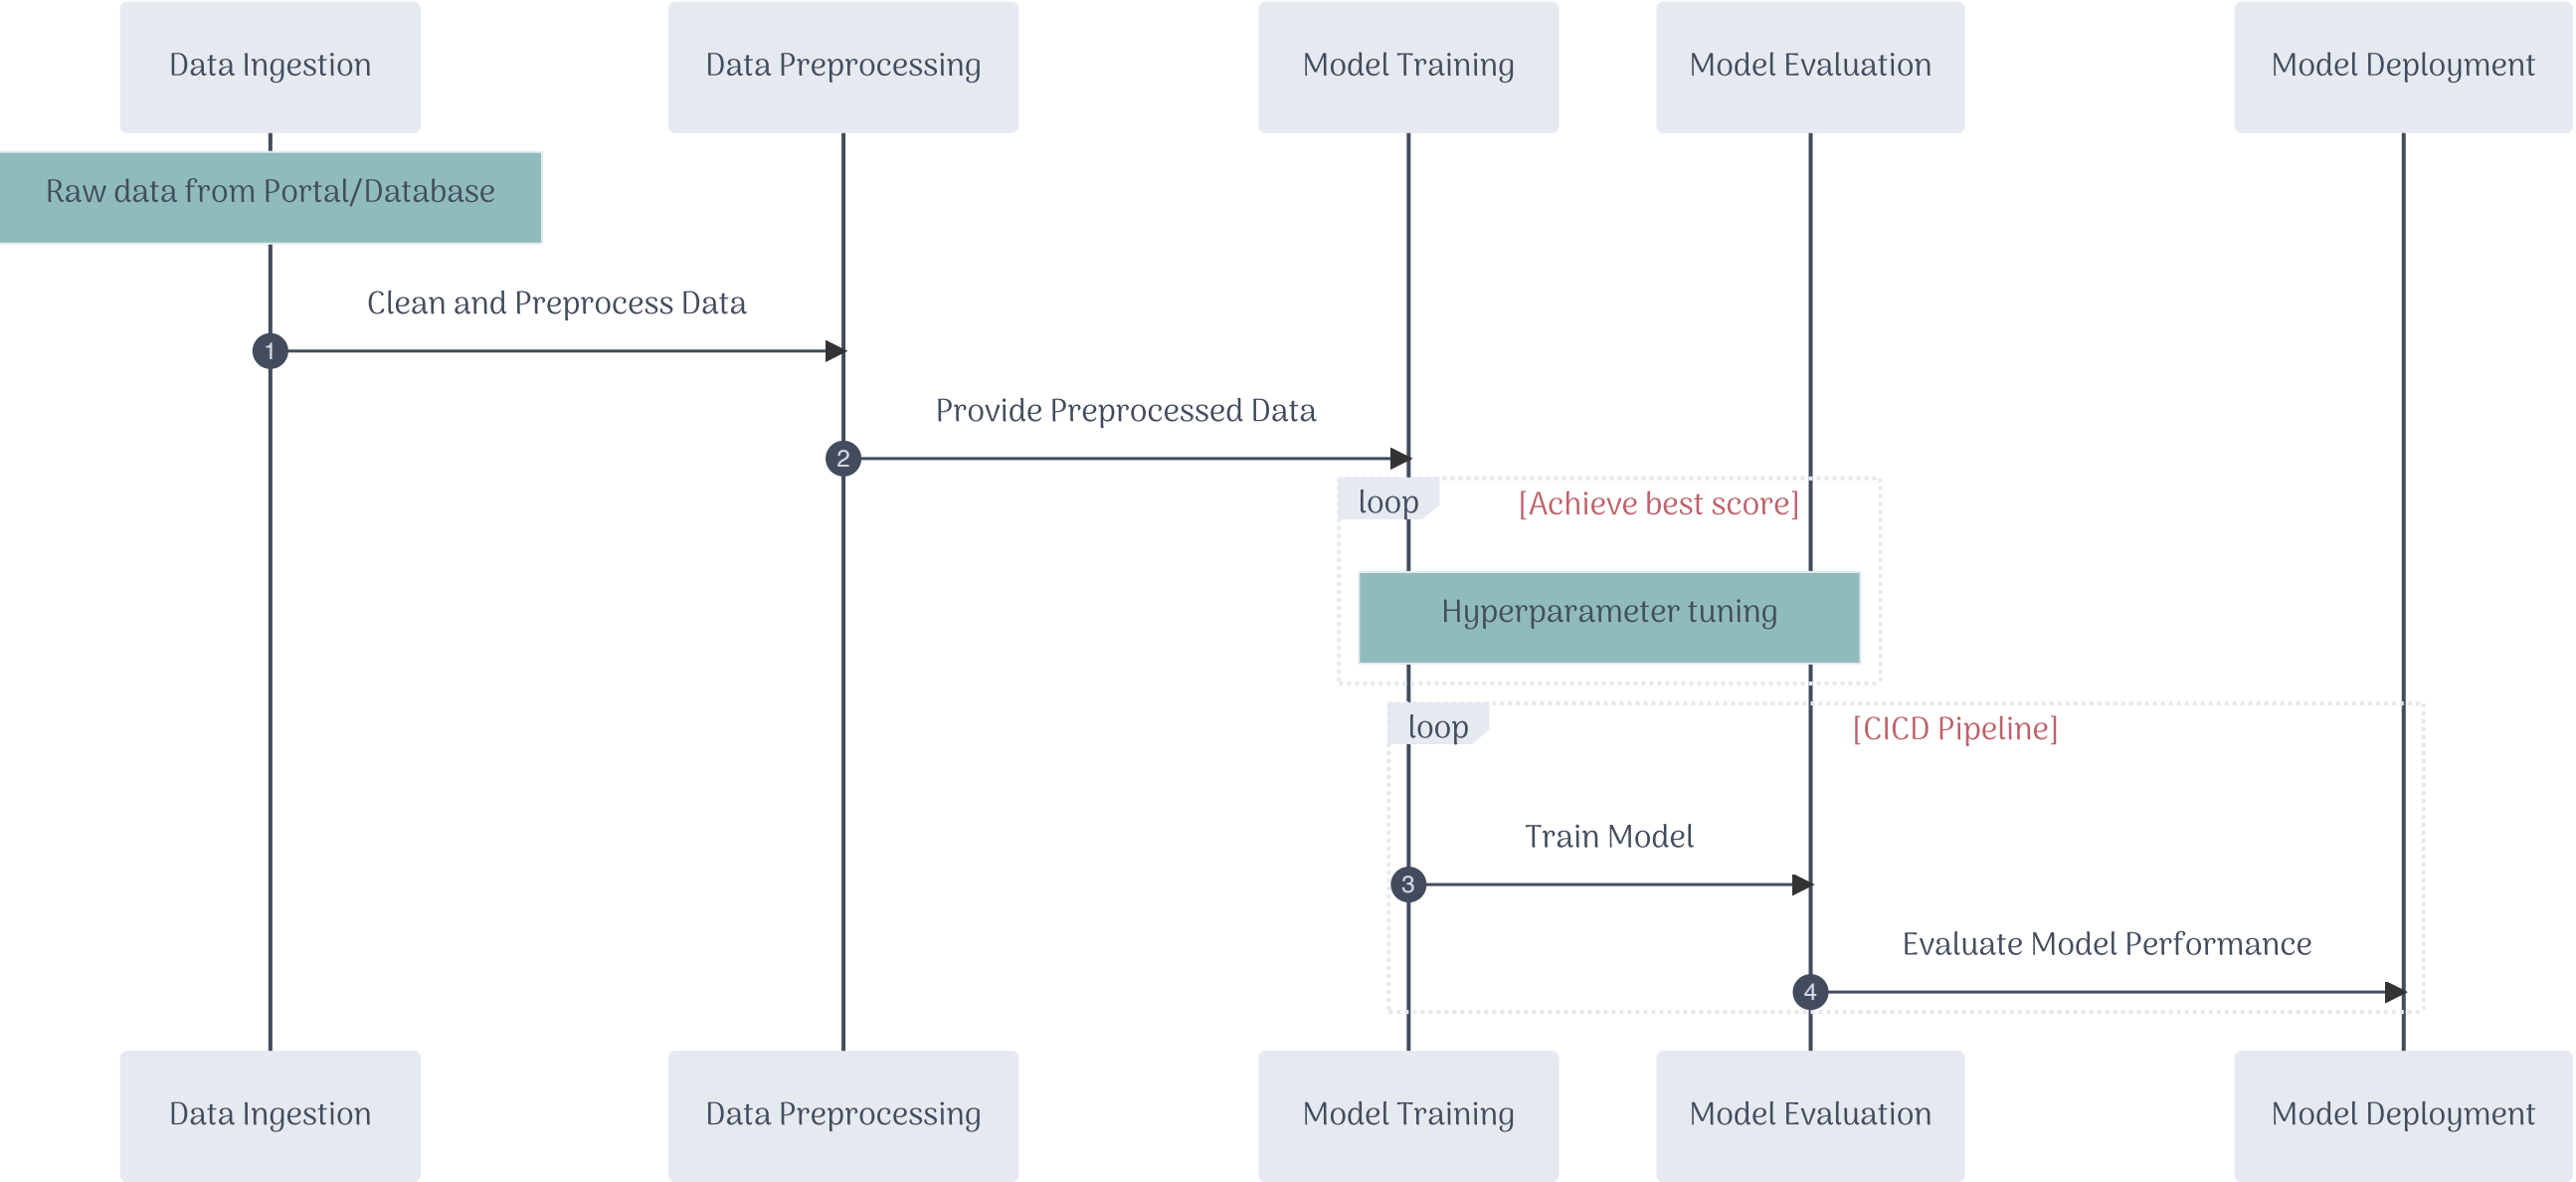 Data Ingestion
Data Preprocessing
Model Training
Model Evaluation
Model Deployment
Raw data from Portal/Database
Clean and Preprocess Data
1
Provide Preprocessed Data
2
loop
[Achieve best score]
Hyperparameter tuning
loop
[CICD Pipeline]
Train Model
3
Evaluate Model Performance
4
Data Ingestion
Data Preprocessing
Model Training
Model Evaluation
Model Deployment